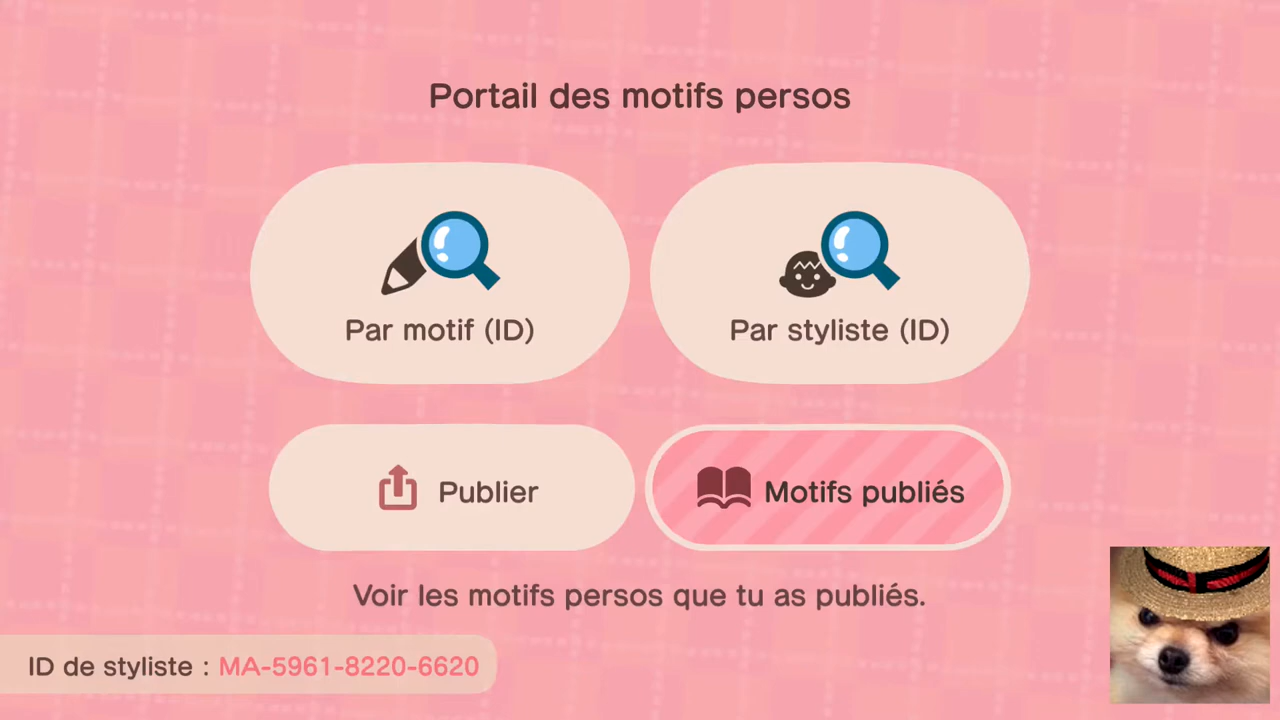 Portail des motifs persos
Par motif (ID)
Par styliste (ID)
Publier
Motifs publiés
Voir les motifs persos que tu as publiés.
ID de styliste : MA-5961-8220-6620